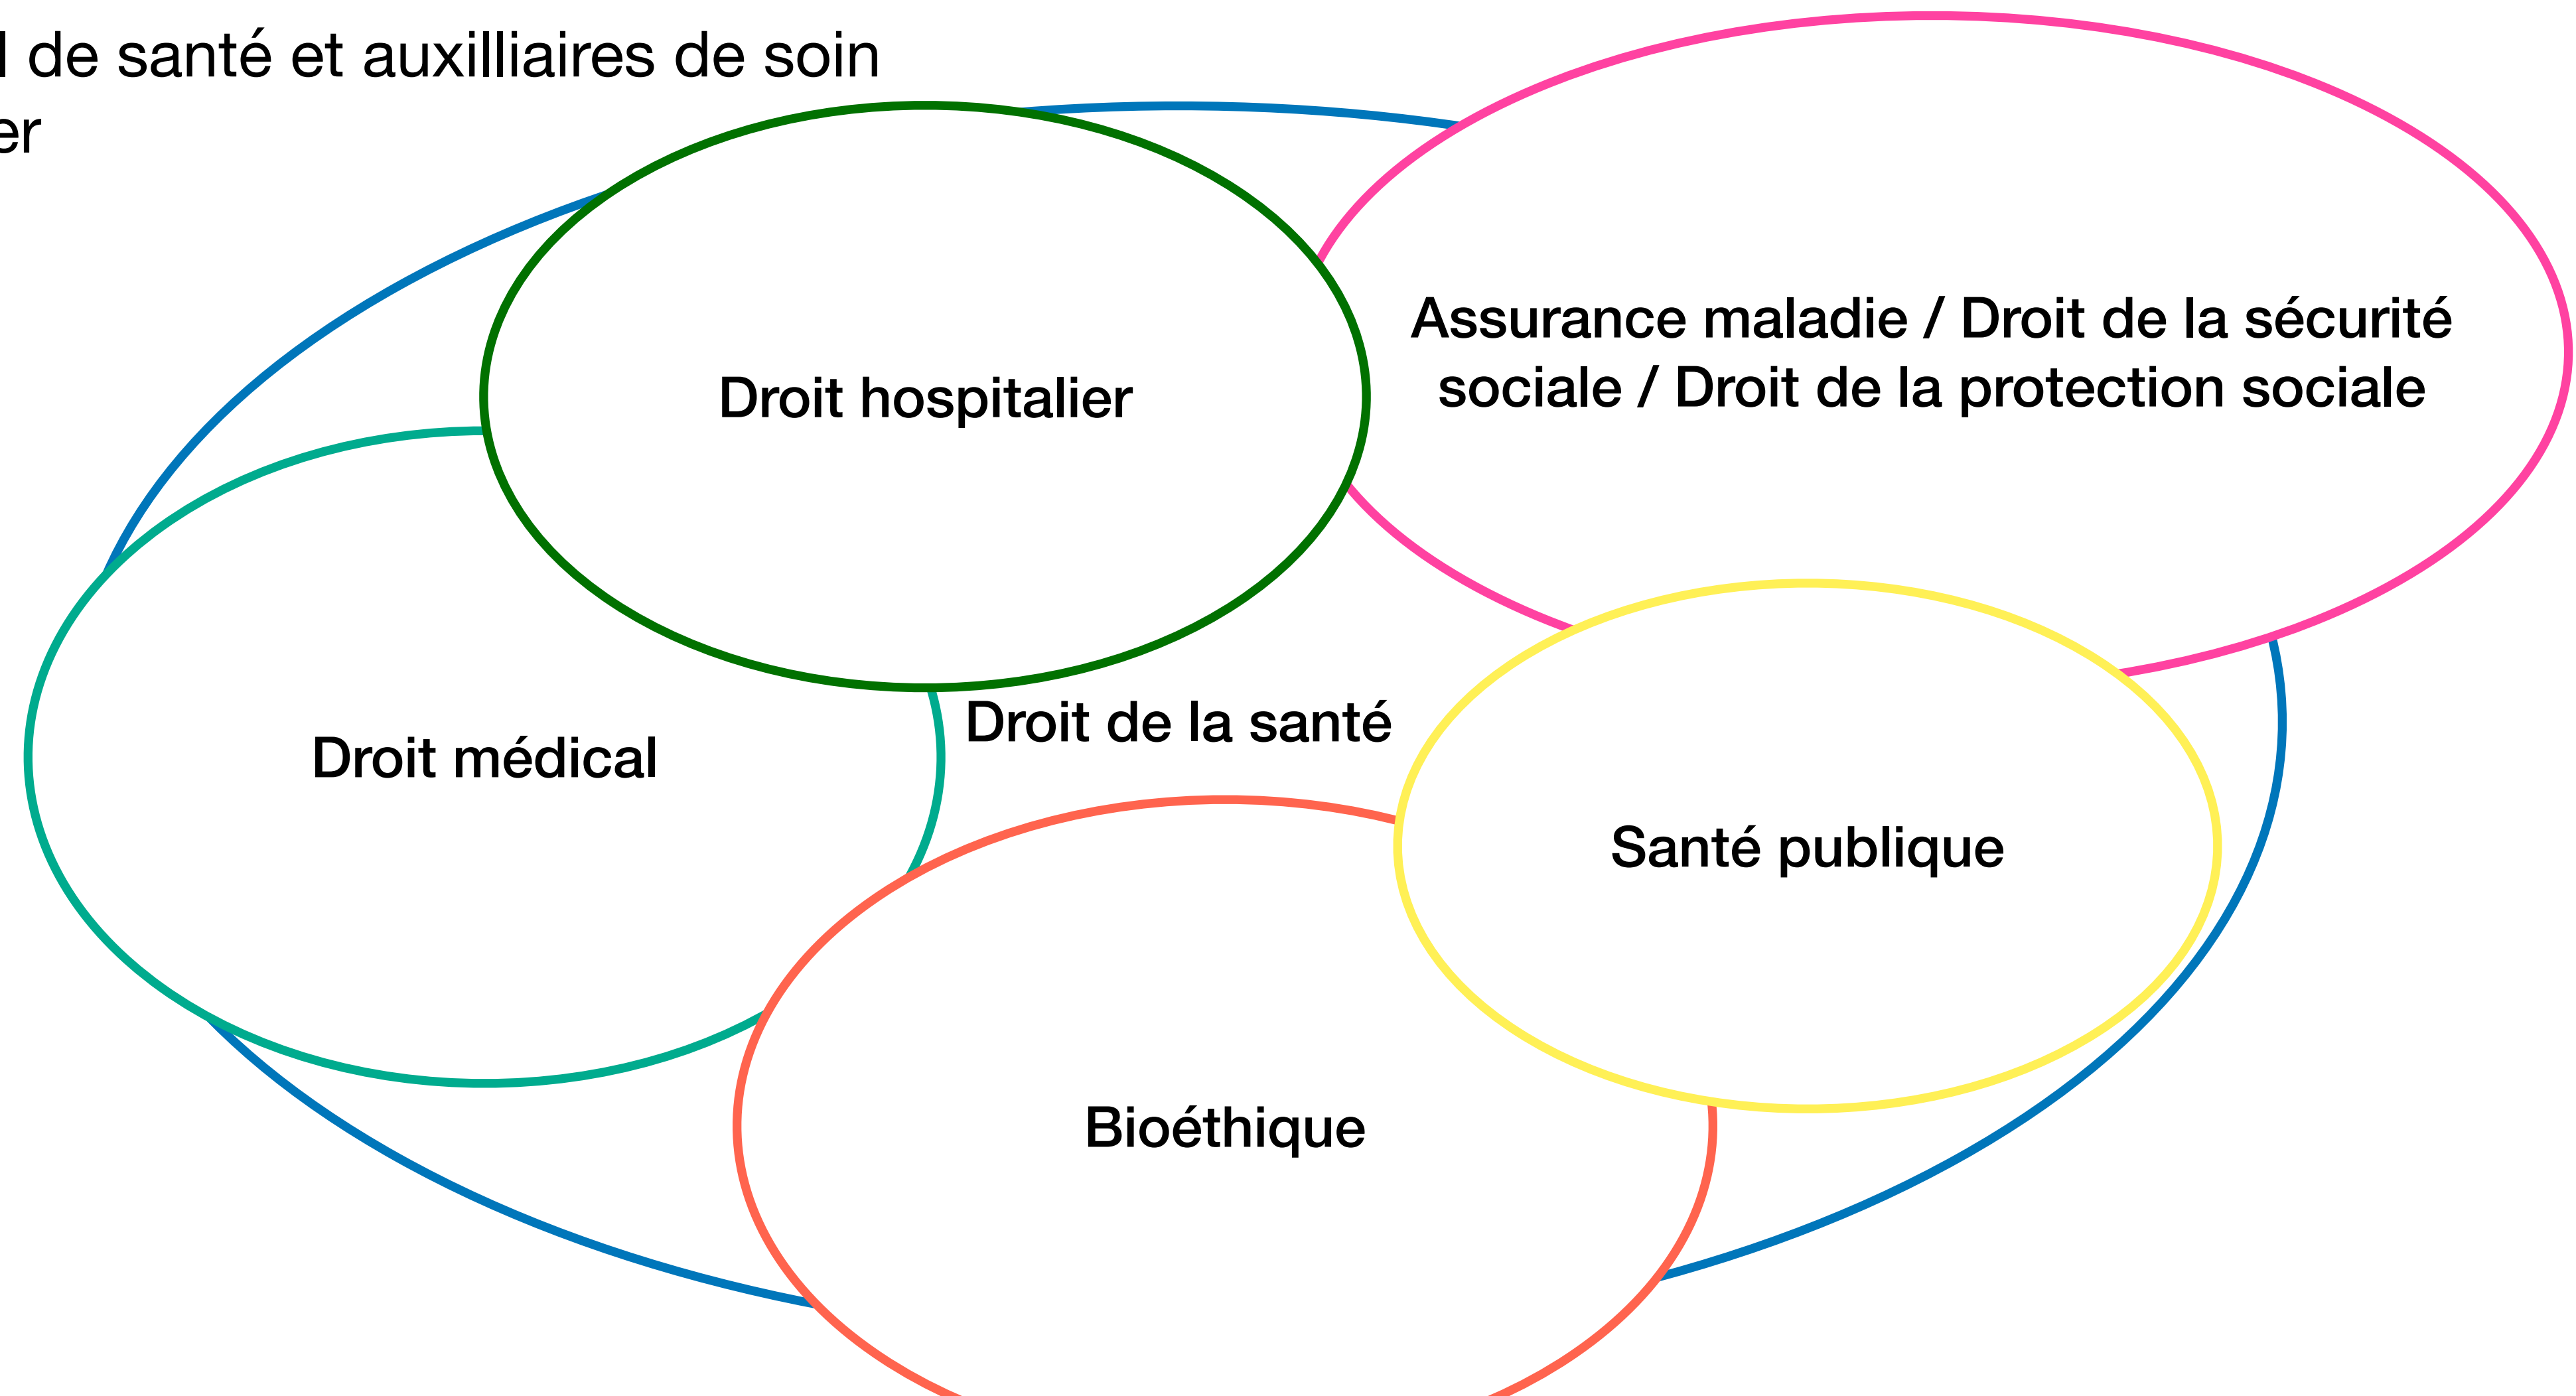 de santé et auxilliaires de soin
er
Assurance maladie / Droit de la sécurité
sociale / Droit de la protection sociale
Droit hospitalier
Droit de la santé
Droit médical
Santé publique
Bioéthique